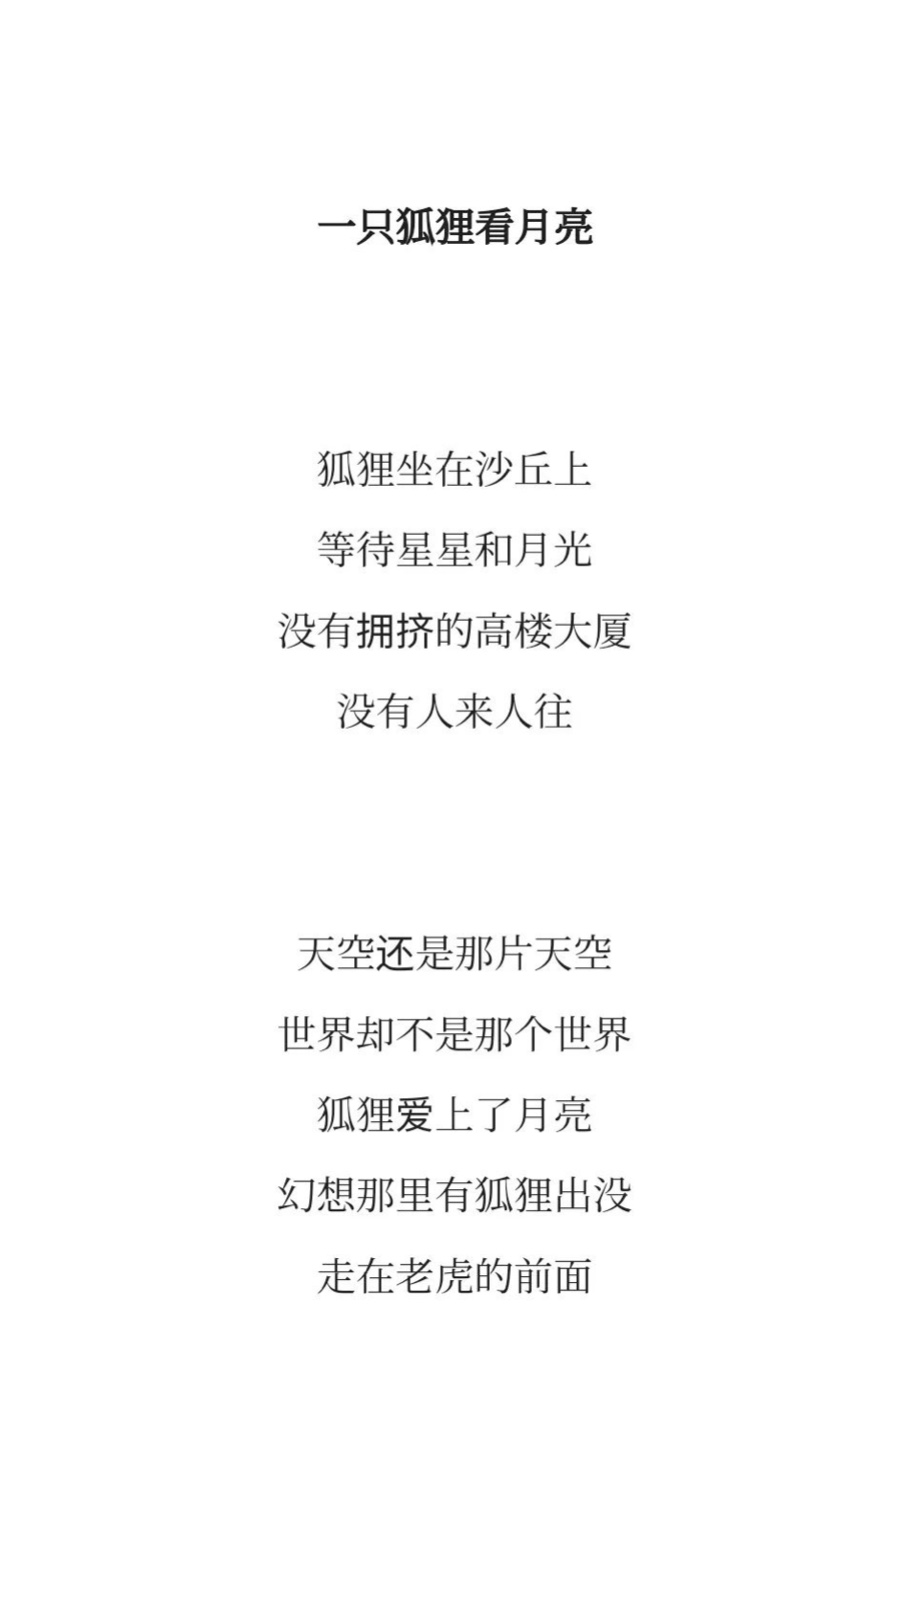 一只狐狸看月亮
狐狸坐在沙丘上
等待星星和月光
没有拥挤的高楼大厦
没有人来人往
天空还是那片天空
世界却不是那个世界
狐狸爱上了月亮
幻想那里有狐狸出没
走在老虎的前面